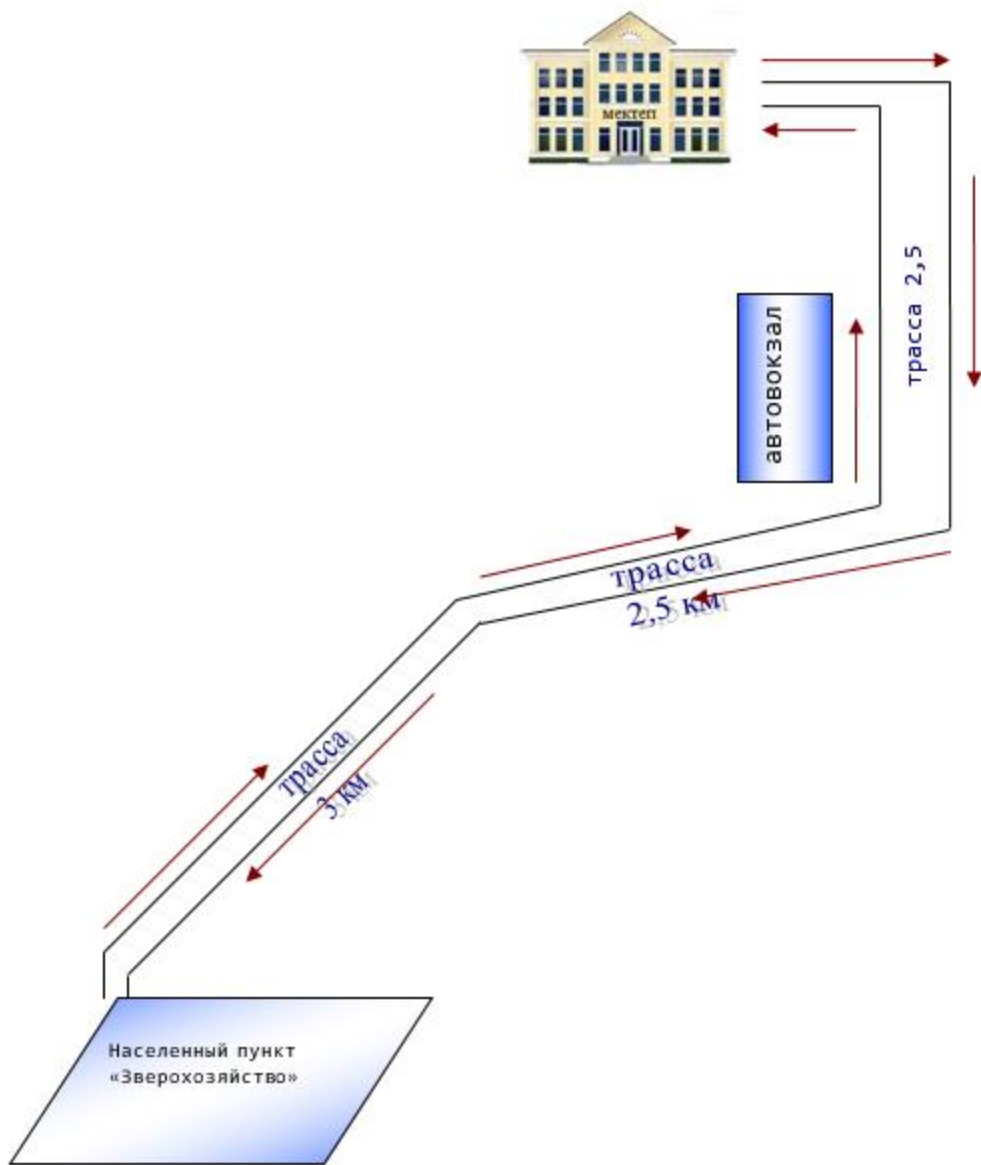 мектеп
трасса 2,5
автовокзал
трасса
2,5 км
трасса
3 км
Населенный пункт
«Зверохозяйство»